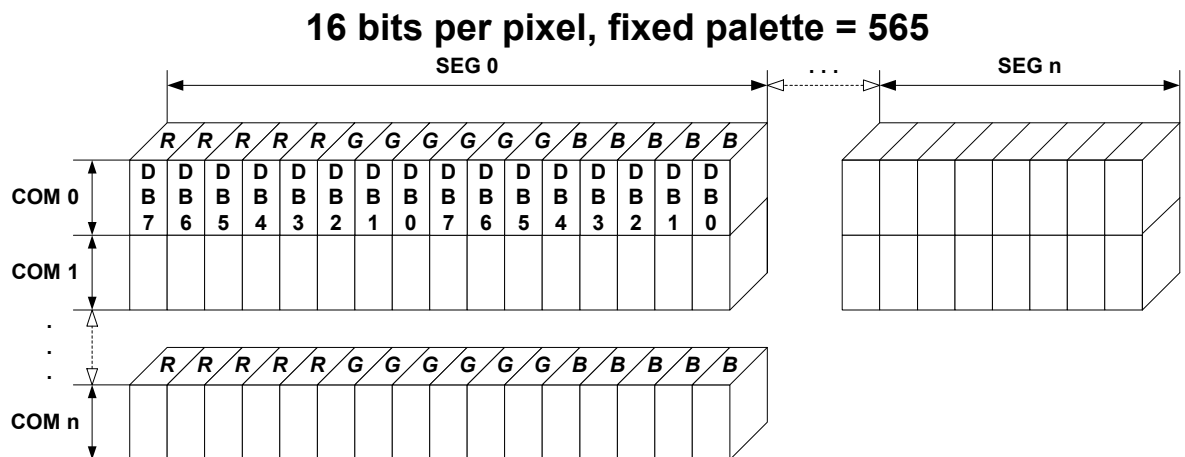 16 bits per pixel, fixed palette = 565
SEG 0 . . . SEG n
R R R R R G G G G G G B B B B B
COM 0
D D D D D D D D D D D D D D D D
B B B B B B B B B B B B B B B B
7 6 5 4 3 2 1 0 7 6 5 4 3 2 1 0
COM 1
.
.
.
R R R R R G G G G G G B B B B B
COM n